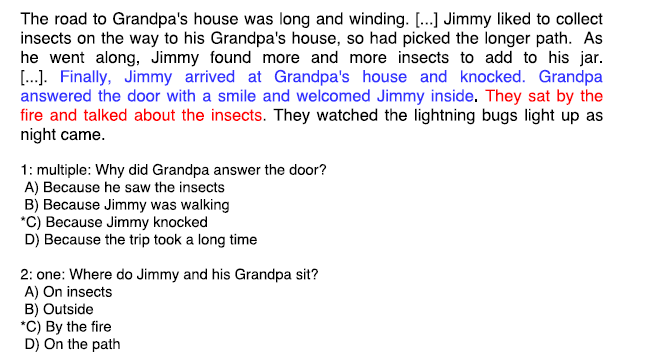 The road to Grandpa's house was long and winding. [...] Jimmy liked to collect
insects on the way to his Grandpa's house, so had picked the longer path. As
he went along, Jimmy found more and more insects to add to his jar.
[...]. Finally, Jimmy arrived at Grandpa's house and knocked. Grandpa
answered the door with a smile and welcomed Jimmy inside. They sat by the
fire and talked about the insects. They watched the lightning bugs light up as
night came.
1: multiple: Why did Grandpa answer the door?
A) Because he saw the insects
B) Because Jimmy was walking
*C) Because Jimmy knocked
D) Because the trip took a long time
2: one: Where do Jimmy and his Grandpa sit?
A) On insects
B) Outside
*C) By the fire
D) On the path